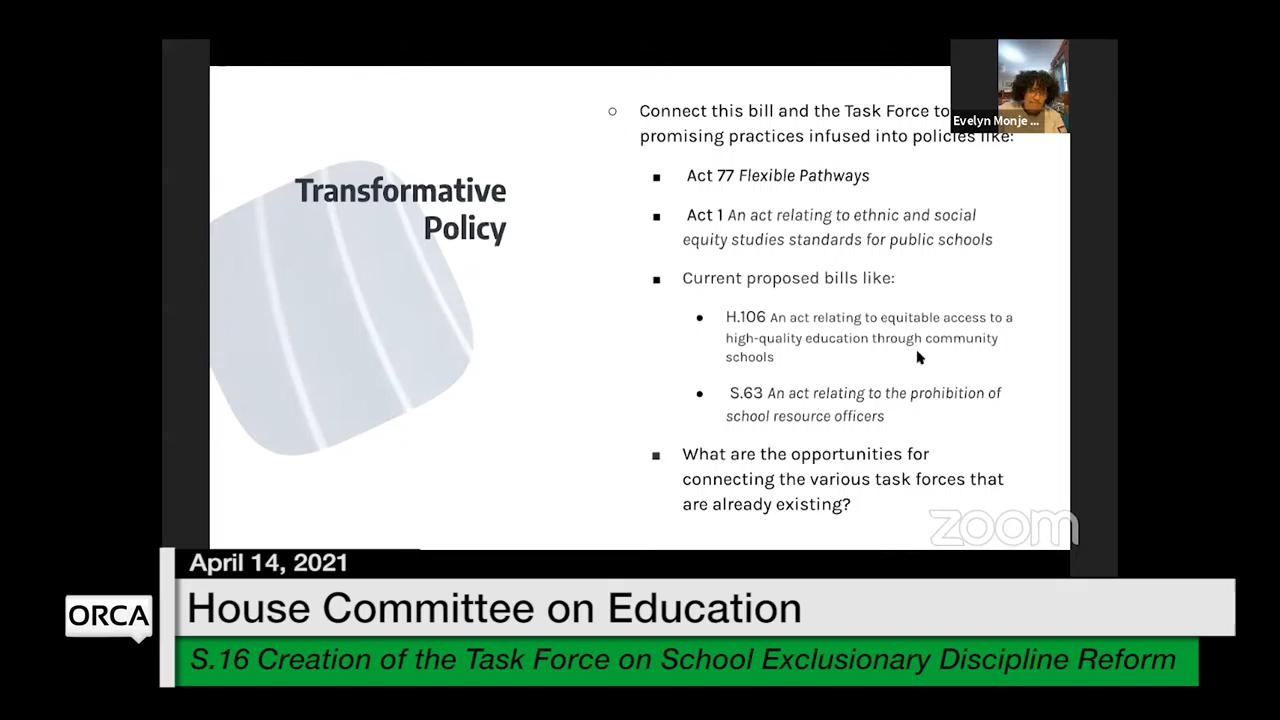 Transformative
Policy
Connect this bill and the Task Force to
promising practices infused into policies like:
Act 77 Flexible Pathways
Act 1 An act relating to ethnic and social
equity studies standards for public schools
Current proposed bills like:
H.106 An act relating to equitable access to a
high-quality education through community
schools
S.63 An act relating to the prohibition of
school resource officers
What are the opportunities for
connecting the various task forces that
are already existing?
Evelyn Monje ...
zoom
April 14, 2021
ORCA
House Committee on Education
S.16 Creation of the Task Force on School Exclusionary Discipline Reform